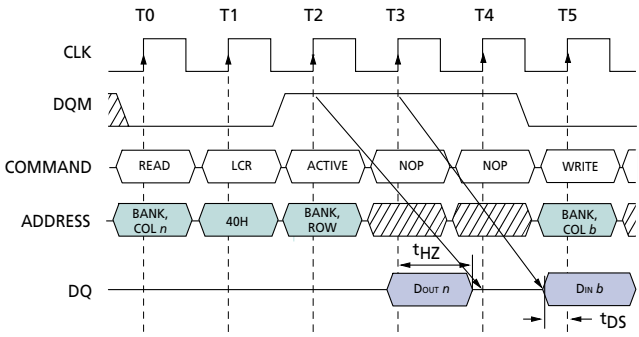 T0 T1 T2 T3 T4 T5
CLK
DQM
COMMAND READ LCR ACTIVE NOP NOP WRITE
ADDRESS BANK, COL n 40H BANK, ROW BANK, COL b
tHZ
DQ DOUT n DIN b
tDS